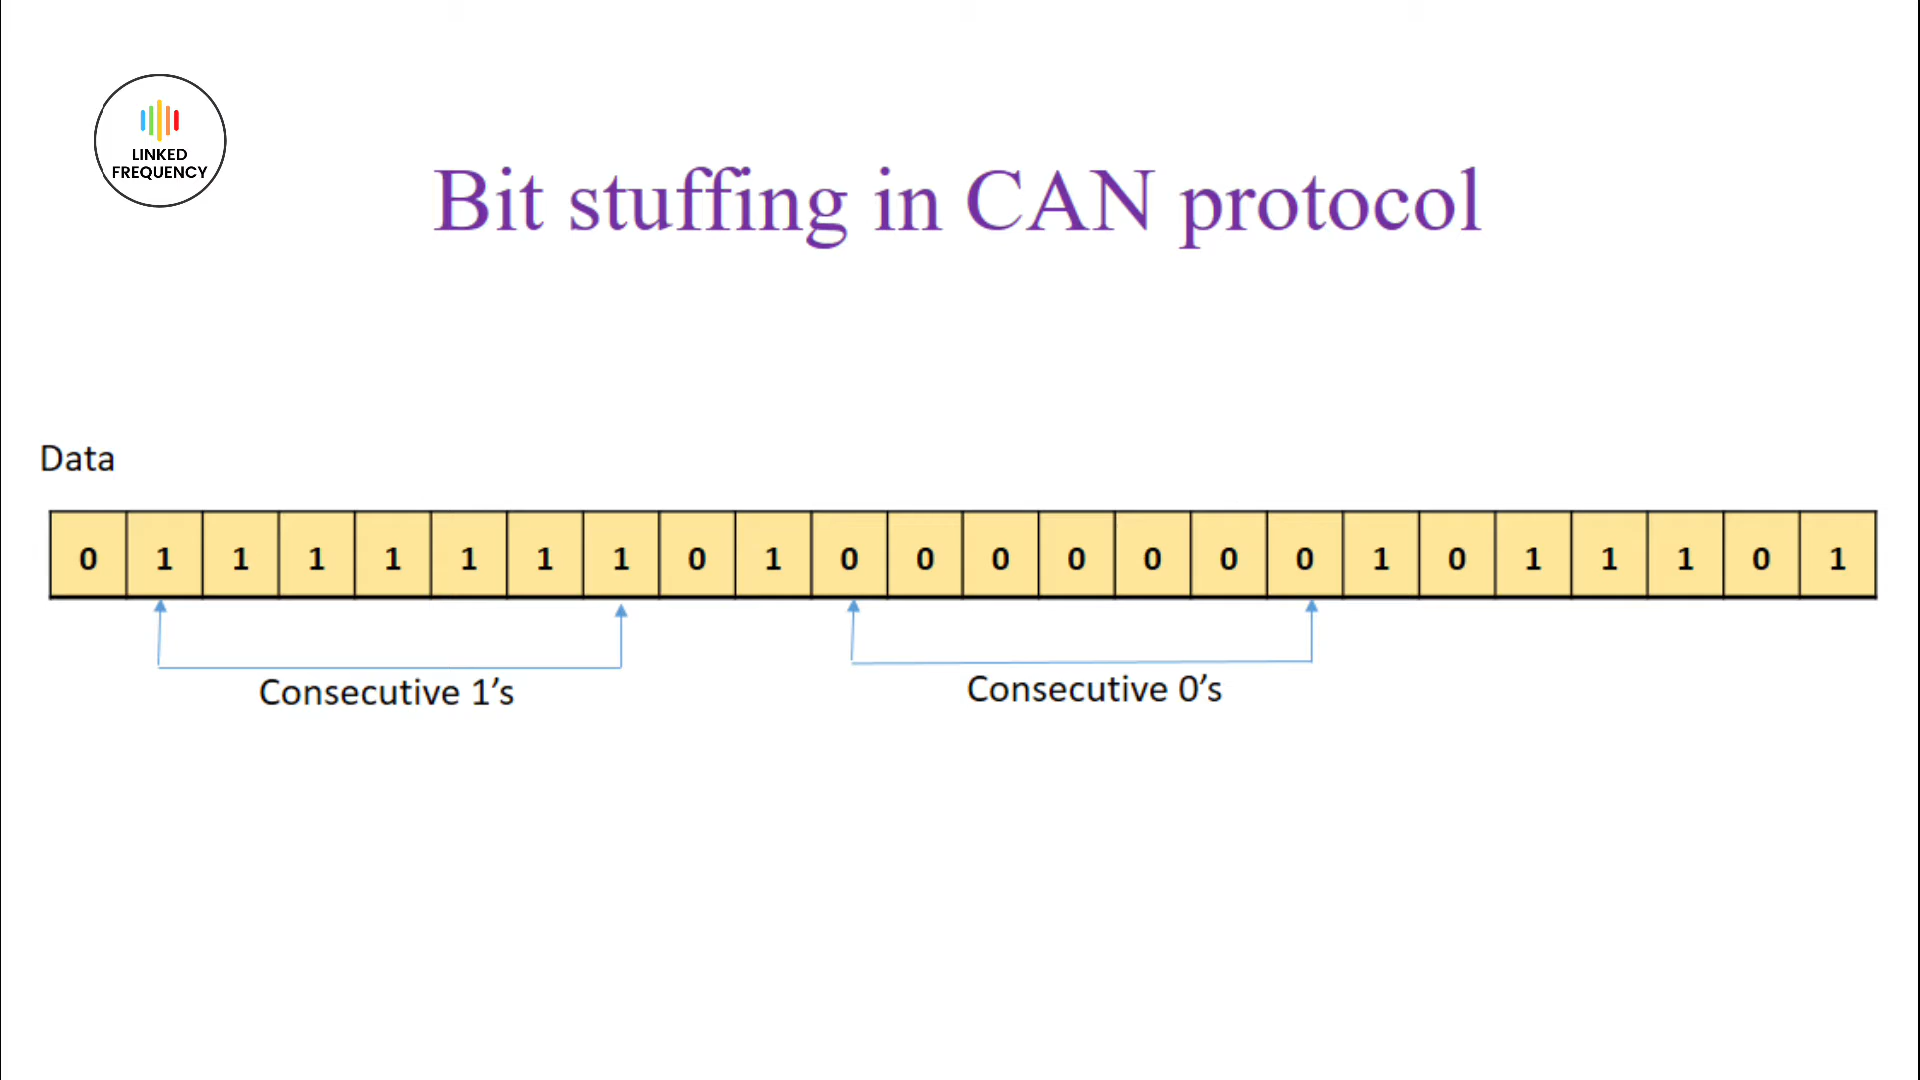 LINKED
FREQUENCY
Bit stuffing in CAN protocol
Data
0 1 1 1 1 1 1 1 0 1 0 0 0 0 0 0 0 1 0 1 1 1 0 1
Consecutive 1’s
Consecutive 0’s